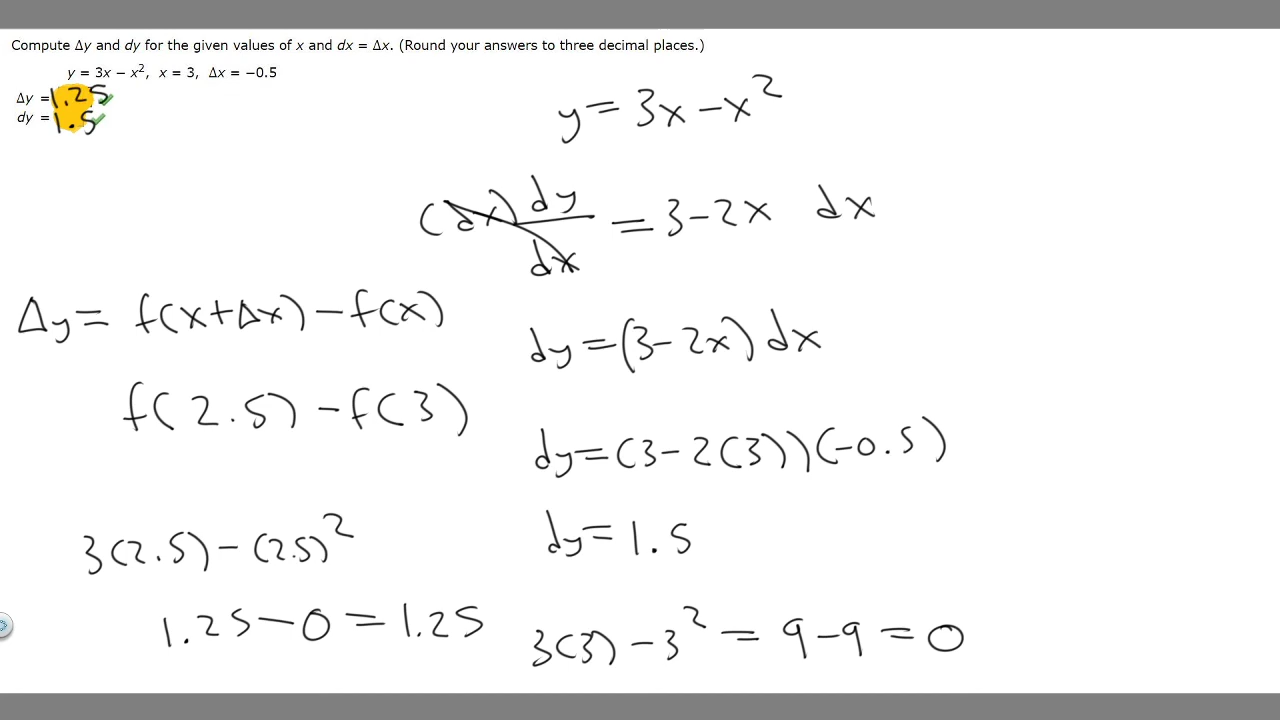 Compute Δy and dy for the given values of x and dx = Δx. (Round your answers to three decimal places.)
y = 3x − x², x = 3, Δx = −0.5
Δy = 1.25
dy = 1.5
y = 3x − x²
(dx) dy/dx = 3 − 2x dx
Δy = f(x+Δx) − f(x)
f(2.5) − f(3)
3(2.5) − (2.5)²
1.25 − 0 = 1.25
dy = (3 − 2x) dx
dy = (3 − 2(3))(−0.5)
dy = 1.5
3(3) − 3² = 9 − 9 = 0